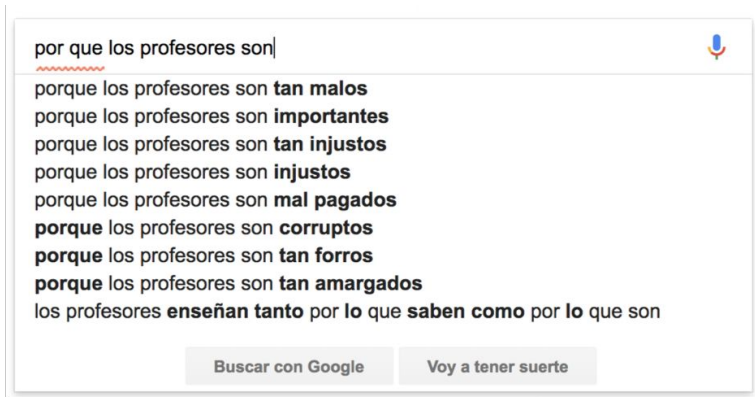 por que los profesores son
porque los profesores son tan malos
porque los profesores son importantes
porque los profesores son tan injustos
porque los profesores son injustos
porque los profesores son mal pagados
porque los profesores son corruptos
porque los profesores son tan forros
porque los profesores son tan amargados
los profesores enseñan tanto por lo que saben como por lo que son
Buscar con Google Voy a tener suerte